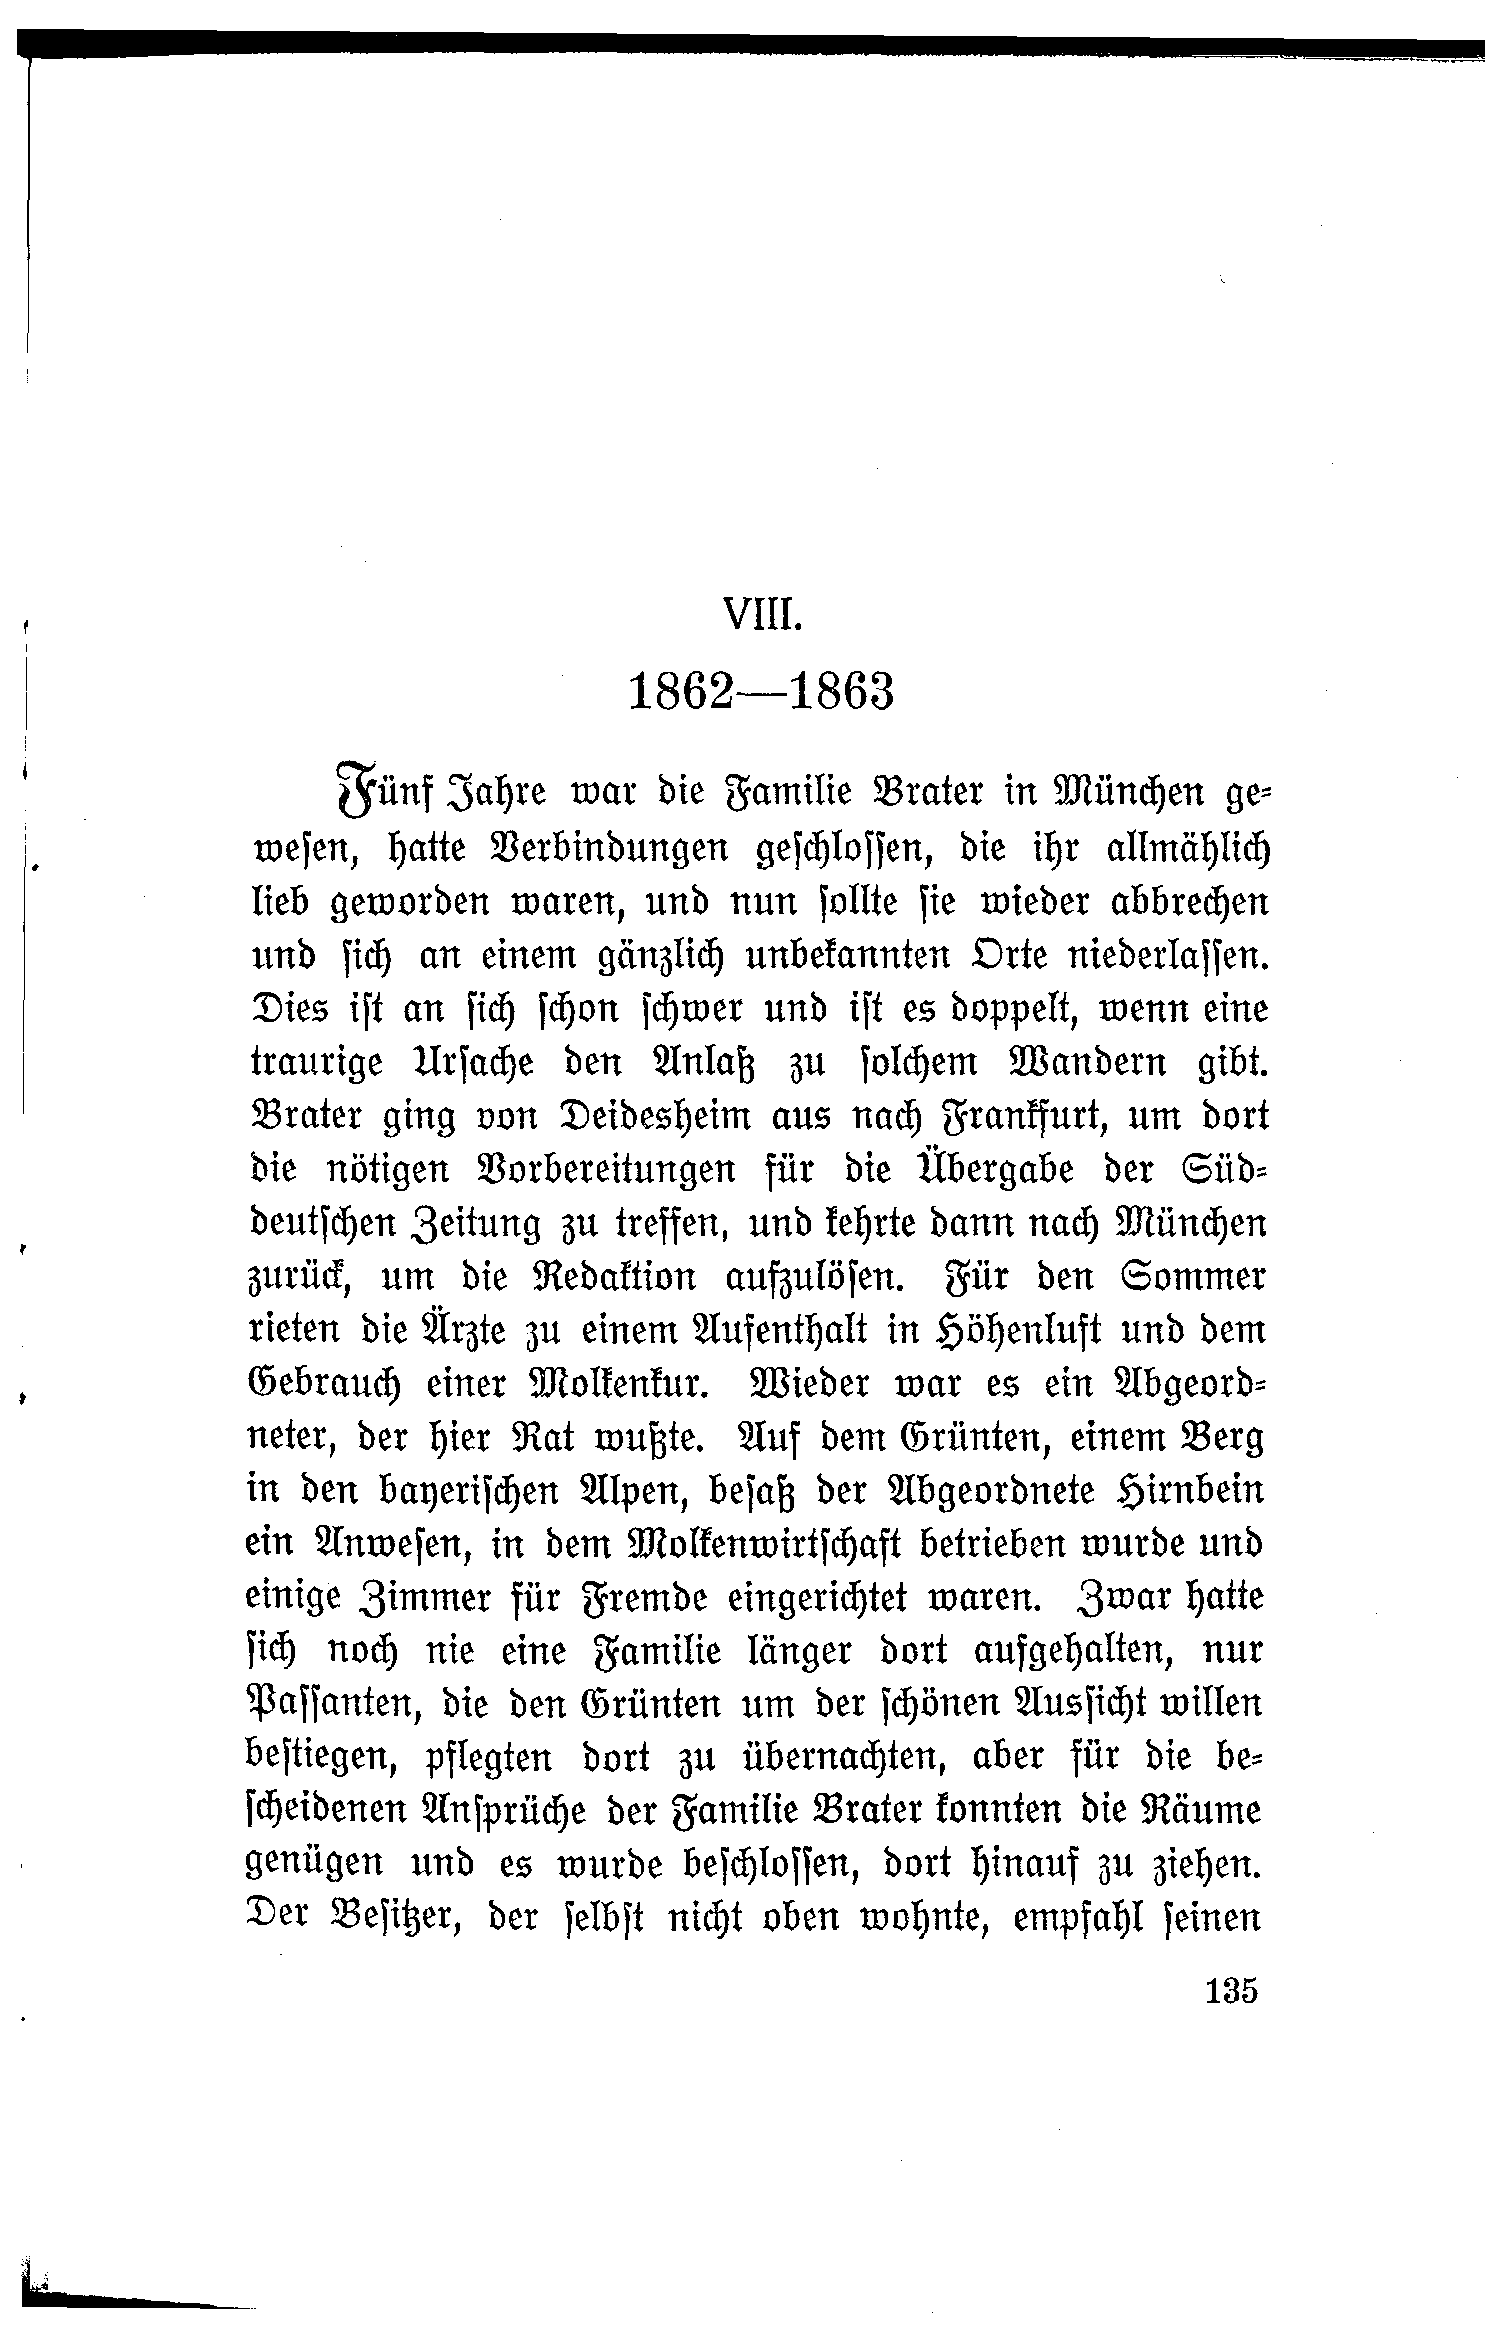 VIII.
1862—1863
Fünf Jahre war die Familie Brater in München ge-
wesen, hatte Verbindungen geschlossen, die ihr allmählich
lieb geworden waren, und nun sollte sie wieder abbrechen
und sich an einem gänzlich unbekannten Orte niederlassen.
Dies ist an sich schon schwer und ist es doppelt, wenn eine
traurige Ursache den Anlaß zu solchem Wandern gibt.
Brater ging von Deidesheim aus nach Frankfurt, um dort
die nötigen Vorbereitungen für die Übergabe der Süd-
deutschen Zeitung zu treffen, und kehrte dann nach München
zurück, um die Redaktion aufzulösen. Für den Sommer
rieten die Ärzte zu einem Aufenthalt in Höhenluft und dem
Gebrauch einer Molkenkur. Wieder war es ein Abgeord-
neter, der hier Rat wußte. Auf dem Grünten, einem Berg
in den bayerischen Alpen, besaß der Abgeordnete Hirnbein
ein Anwesen, in dem Molkenwirtschaft betrieben wurde und
einige Zimmer für Fremde eingerichtet waren. Zwar hatte
sich noch nie eine Familie länger dort aufgehalten, nur
Passanten, die den Grünten um der schönen Aussicht willen
bestiegen, pflegten dort zu übernachten, aber für die be-
scheidenen Ansprüche der Familie Brater konnten die Räume
genügen und es wurde beschlossen, dort hinauf zu ziehen.
Der Besitzer, der selbst nicht oben wohnte, empfahl seinen
135